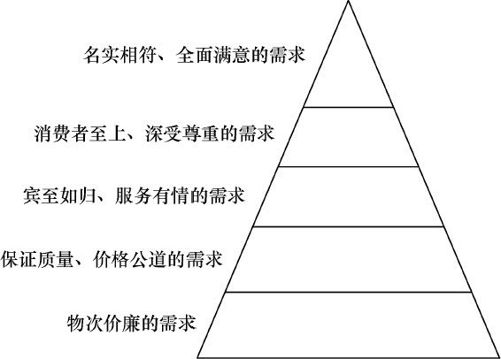 名实相符、全面满意的需求
消费者至上、深受尊重的需求
宾至如归、服务有情的需求
保证质量、价格公道的需求
物次价廉的需求